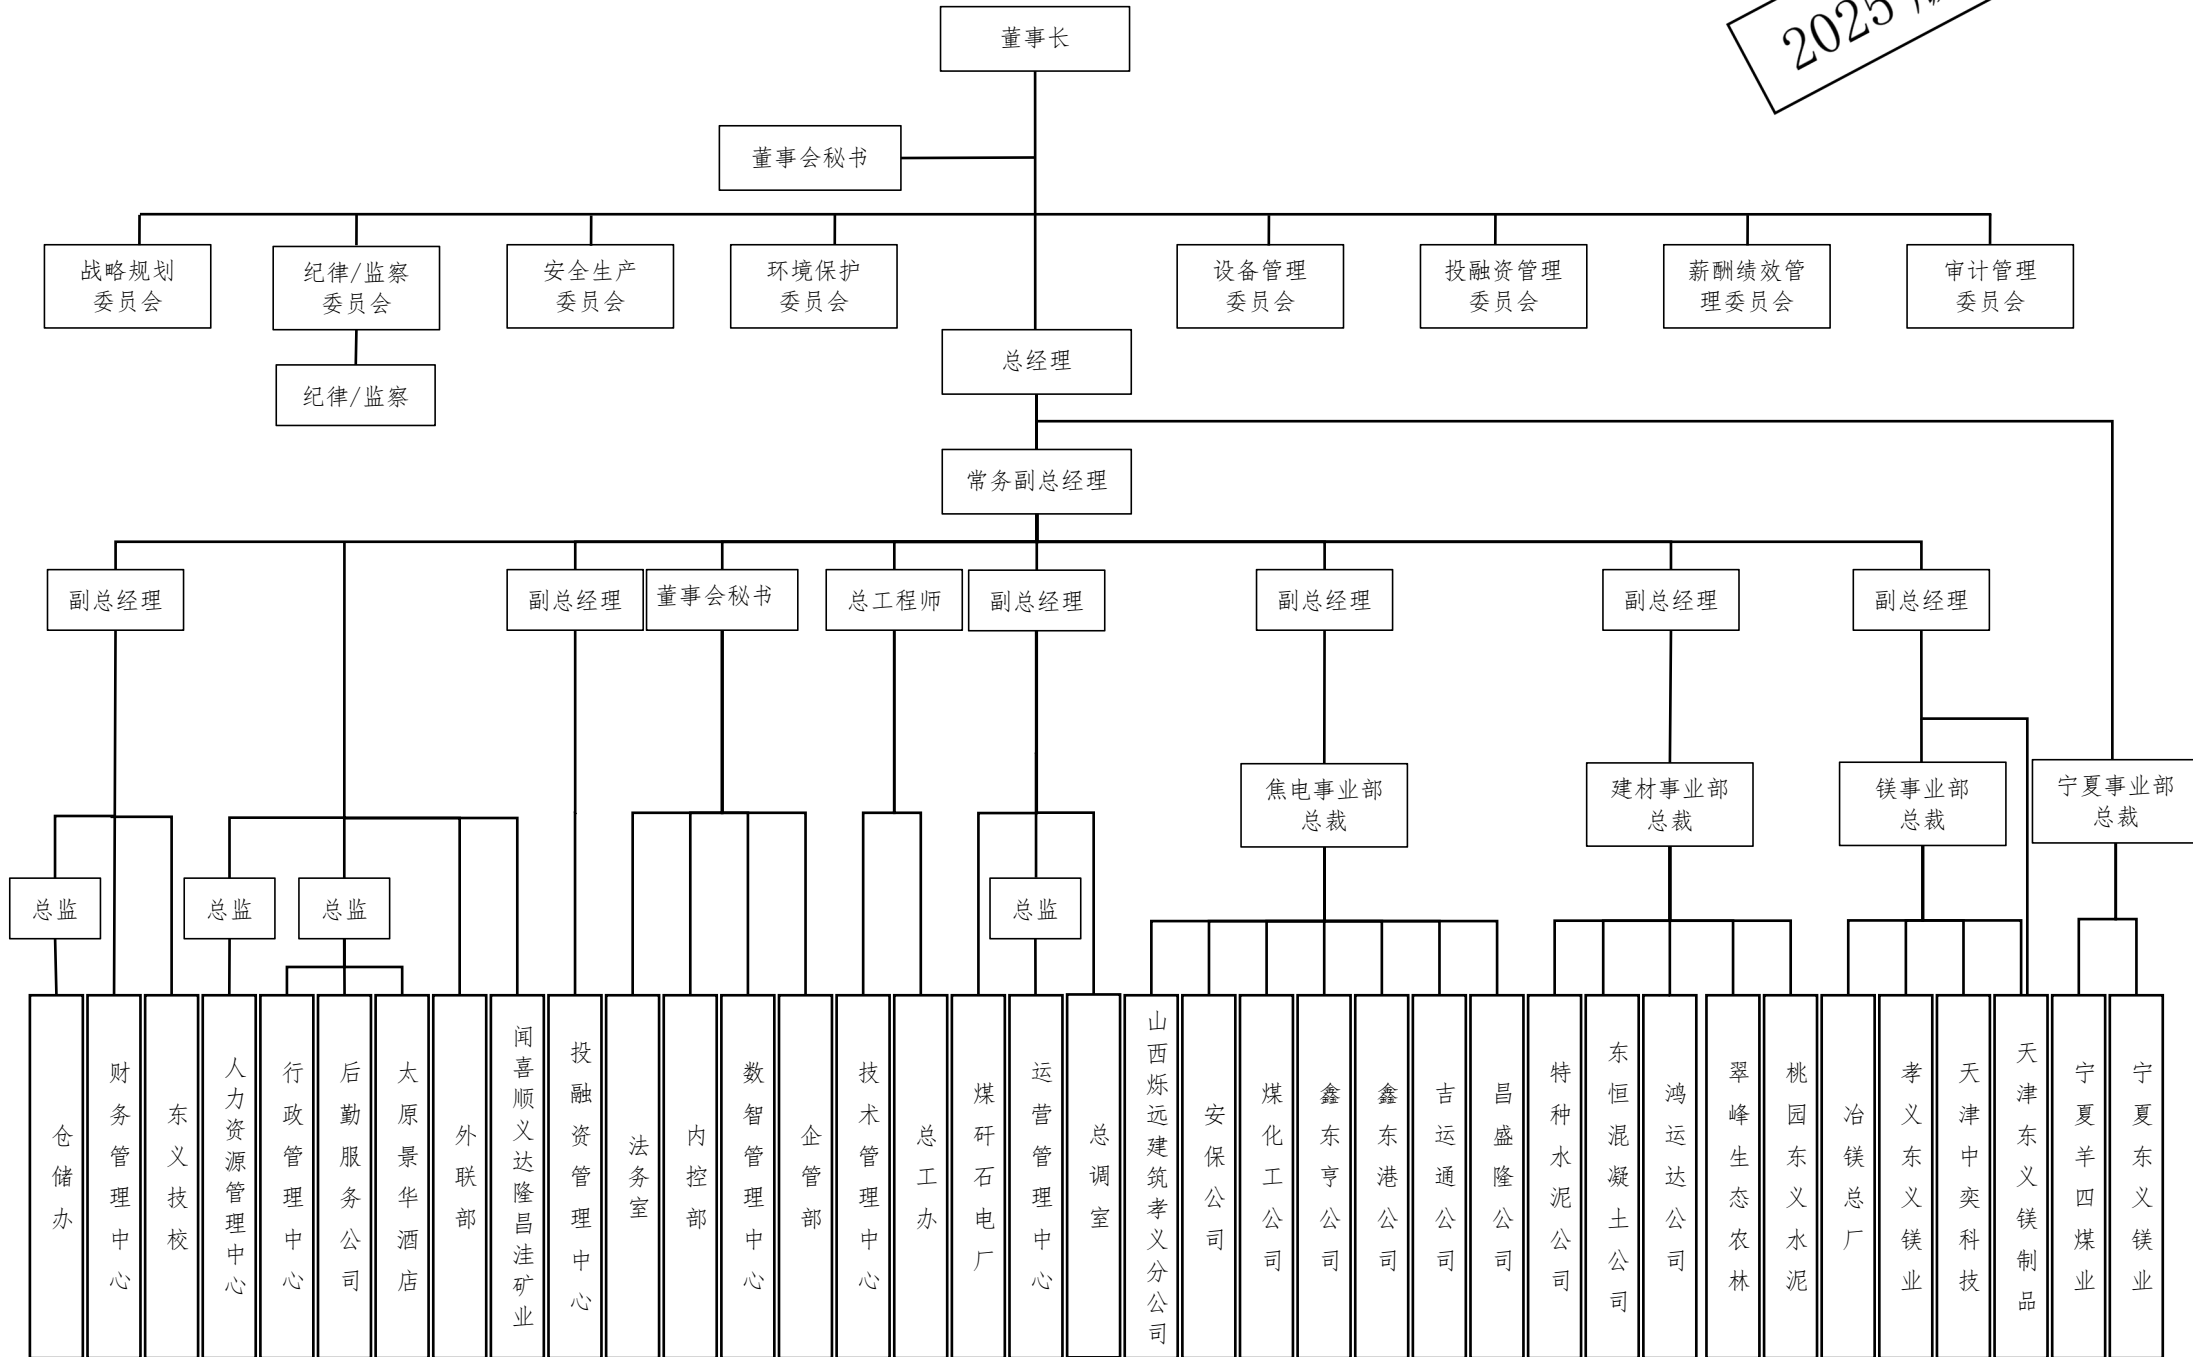 2025
董事长
董事会秘书
战略规划
委员会
纪律/监察
委员会
安全生产
委员会
环境保护
委员会
设备管理
委员会
投融资管理
委员会
薪酬绩效管
理委员会
审计管理
委员会
纪律/监察
总经理
常务副总经理
副总经理
副总经理
董事会秘书
总工程师
副总经理
副总经理
副总经理
副总经理
焦电事业部
总裁
建材事业部
总裁
镁事业部
总裁
宁夏事业部
总裁
总监
总监
总监
总监
仓储办
财务管理中心
东义技校
人力资源管理中心
行政管理中心
后勤服务公司
太原景华酒店
外联部
闻喜顺义达隆昌洼矿业
投融资管理中心
法务室
内控部
数智管理中心
企管部
技术管理中心
总工办
煤矸石电厂
运营管理中心
总调室
山西烁远建筑孝义分公司
安保公司
煤化工公司
鑫东亨公司
鑫东港公司
吉运通公司
昌盛隆公司
特种水泥公司
东恒混凝土公司
鸿运达公司
翠峰生态农林
桃园东义水泥
冶镁总厂
孝义东义镁业
天津中奕科技
天津东义镁制品
宁夏羊四煤业
宁夏东义镁业